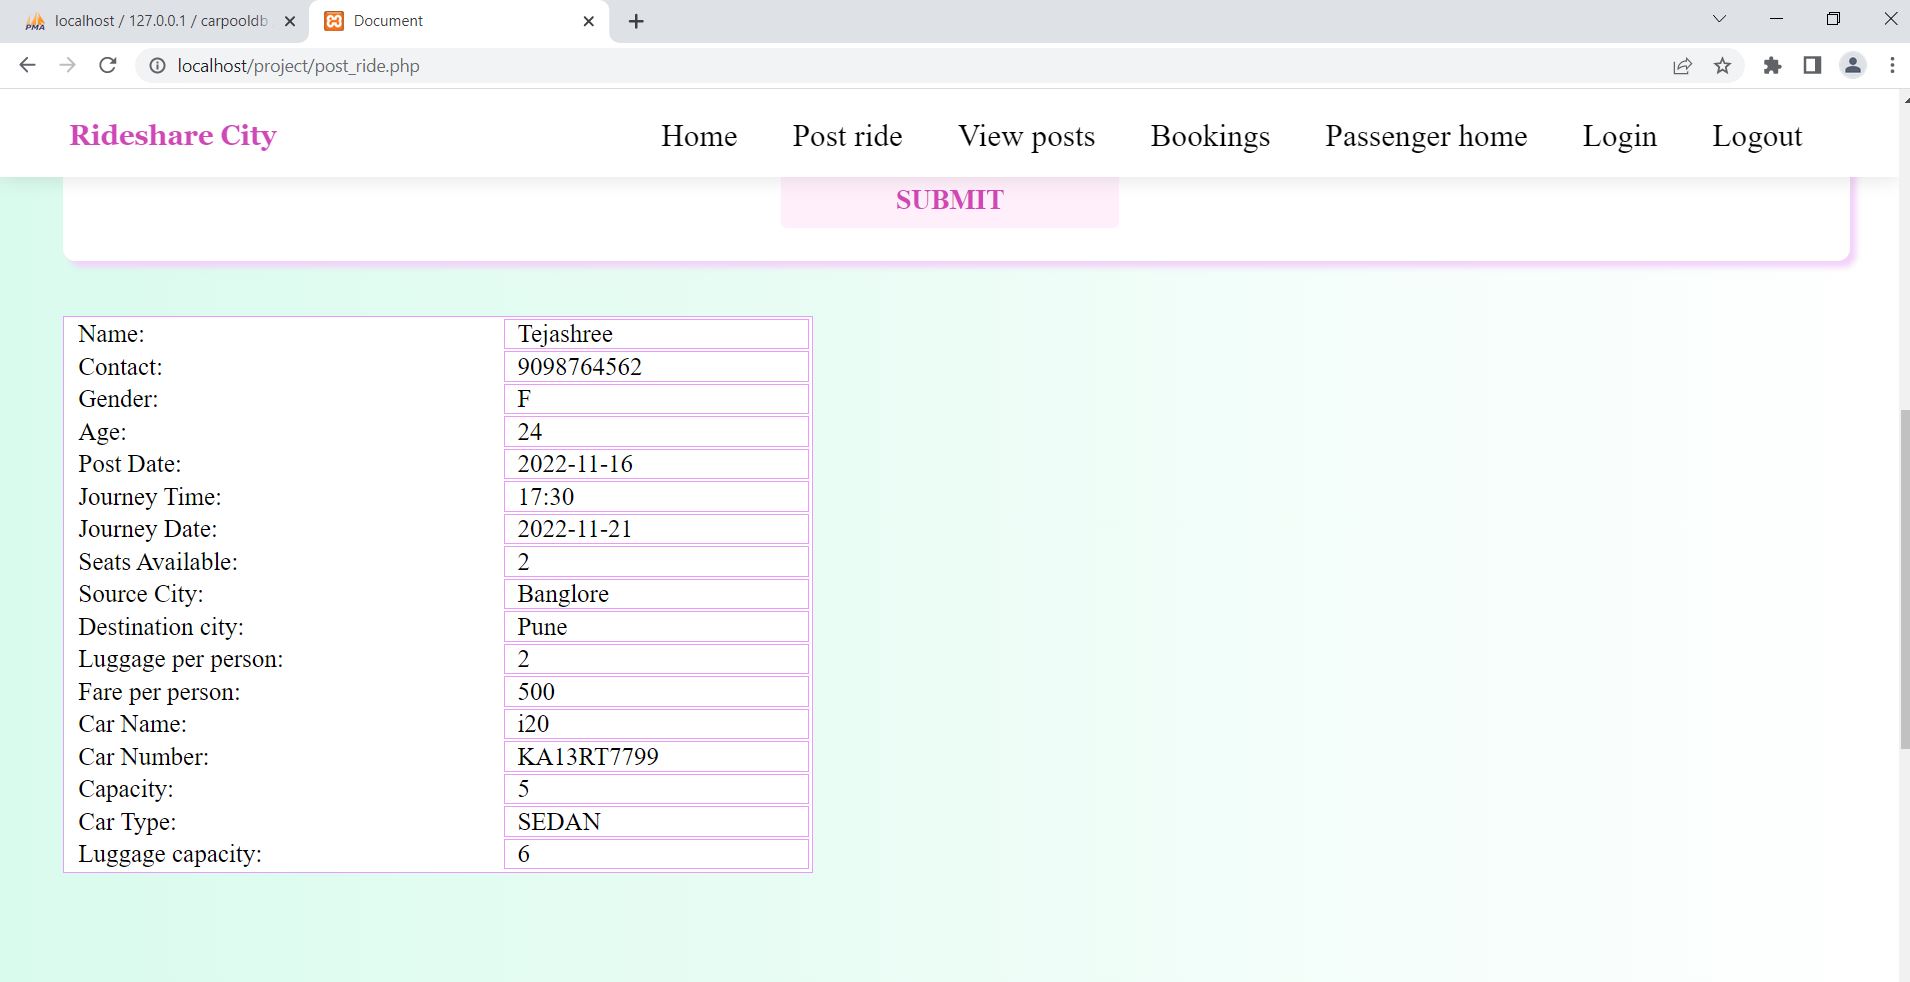 localhost / 127.0.0.1 / carpooldb
Document
localhost/project/post_ride.php
Rideshare City
Home Post ride View posts Bookings Passenger home Login Logout
SUBMIT
Name: Tejashree
Contact: 9098764562
Gender: F
Age: 24
Post Date: 2022-11-16
Journey Time: 17:30
Journey Date: 2022-11-21
Seats Available: 2
Source City: Banglore
Destination city: Pune
Luggage per person: 2
Fare per person: 500
Car Name: i20
Car Number: KA13RT7799
Capacity: 5
Car Type: SEDAN
Luggage capacity: 6